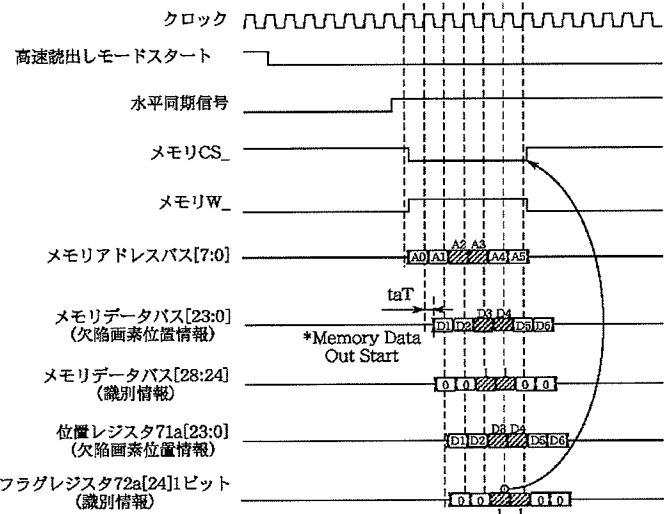 クロック
高速読出しモードスタート
水平同期信号
メモリCS_
メモリW_
メモリアドレスバス[7:0]
A0 A1 A2 A3 A4 A5
taT
メモリデータバス[23:0]
(欠陥画素位置情報)
D1 D2 D3 D4 D5 D6
*Memory Data
Out Start
メモリデータバス[28:24]
(識別情報)
0 0 0 0
位置レジスタ71a[23:0]
(欠陥画素位置情報)
D1 D2 D3 D4 D5 D6
フラグレジスタ72a[24]1ビット
(識別情報)
0 0 0 0
1 1